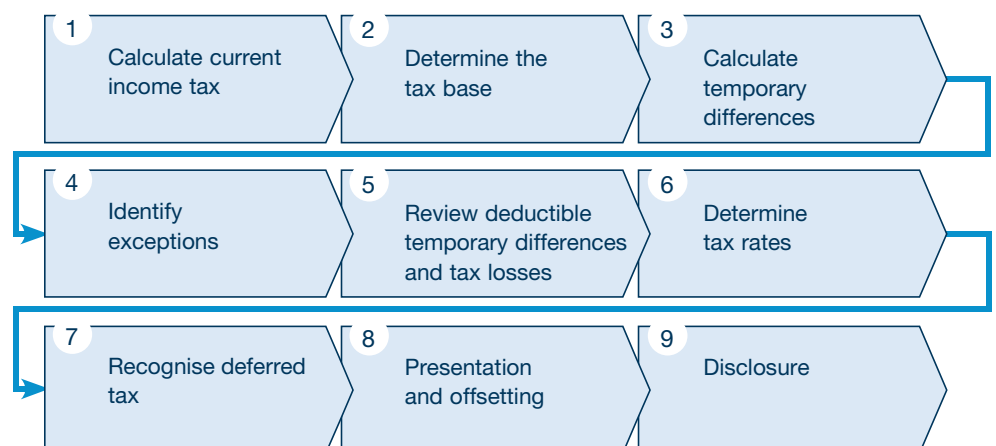 1
Calculate current
income tax
2
Determine the
tax base
3
Calculate
temporary
differences
4
Identify
exceptions
5
Review deductible
temporary differences
and tax losses
6
Determine
tax rates
7
Recognise deferred
tax
8
Presentation
and offsetting
9
Disclosure